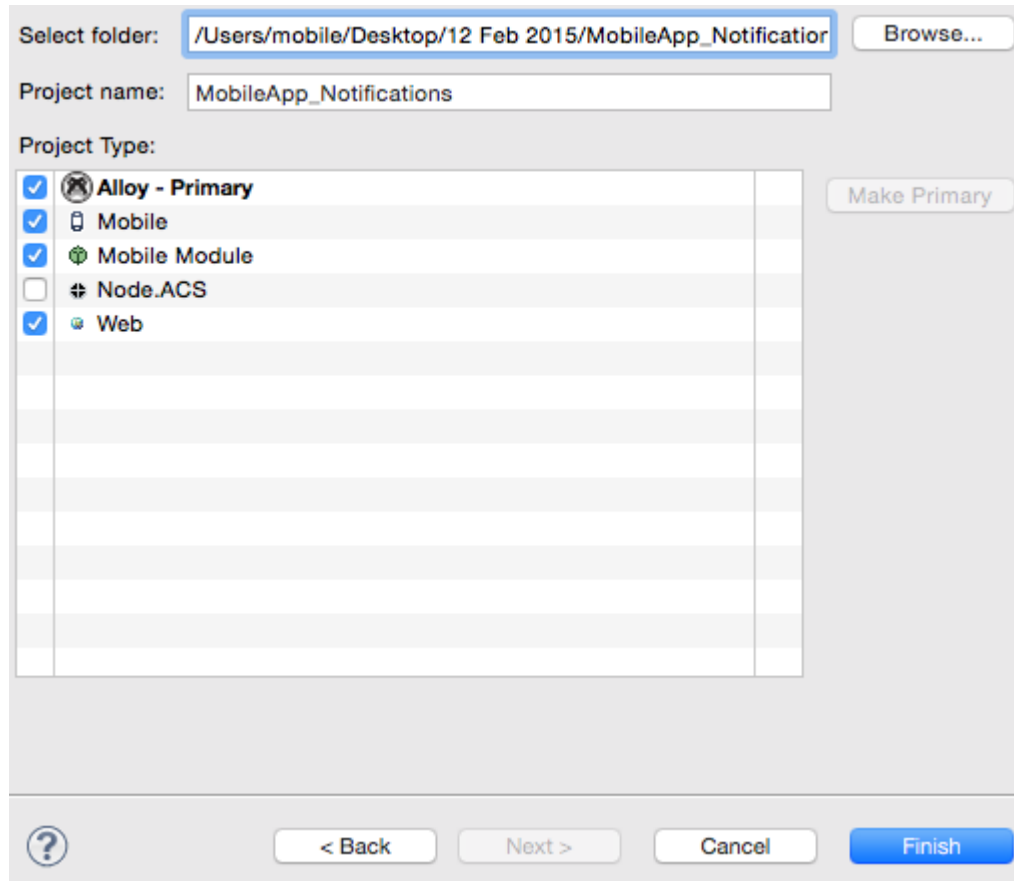 Select folder: /Users/mobile/Desktop/12 Feb 2015/MobileApp_Notification Browse...
Project name: MobileApp_Notifications
Project Type:
Alloy - Primary
Make Primary
Mobile
Mobile Module
Node.ACS
Web
? < Back Next > Cancel Finish